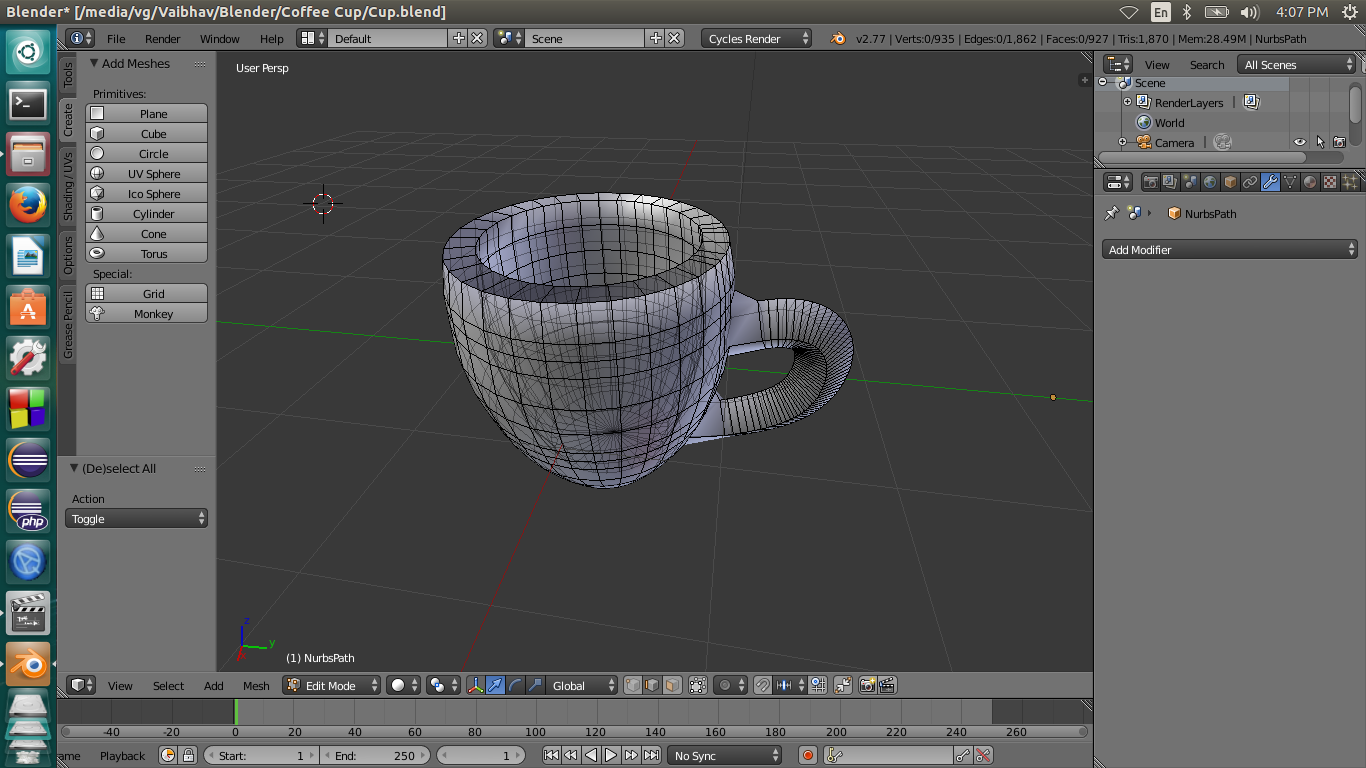 Blender* [/media/vg/Vaibhav/Blender/Coffee Cup/Cup.blend]
En
4:07 PM
File Render Window Help Default Scene Cycles Render v2.77 | Verts:0/935 | Edges:0/1,862 | Faces:0/927 | Tris:1,870 | Mem:28.49M | NurbsPath
View Search All Scenes
Scene
RenderLayers
World
Camera
NurbsPath
Add Modifier
Tools
Create
Shading / UVs
Options
Grease Pencil
Add Meshes
Primitives:
Plane
Cube
Circle
UV Sphere
Ico Sphere
Cylinder
Cone
Torus
Special:
Grid
Monkey
(De)select All
Action
Toggle
php
User Persp
z
y
(1) NurbsPath
View Select Add Mesh Edit Mode Global
-40 -20 0 20 40 60 80 100 120 140 160 180 200 220 240 260
ame Playback Start: 1 End: 250 1 No Sync